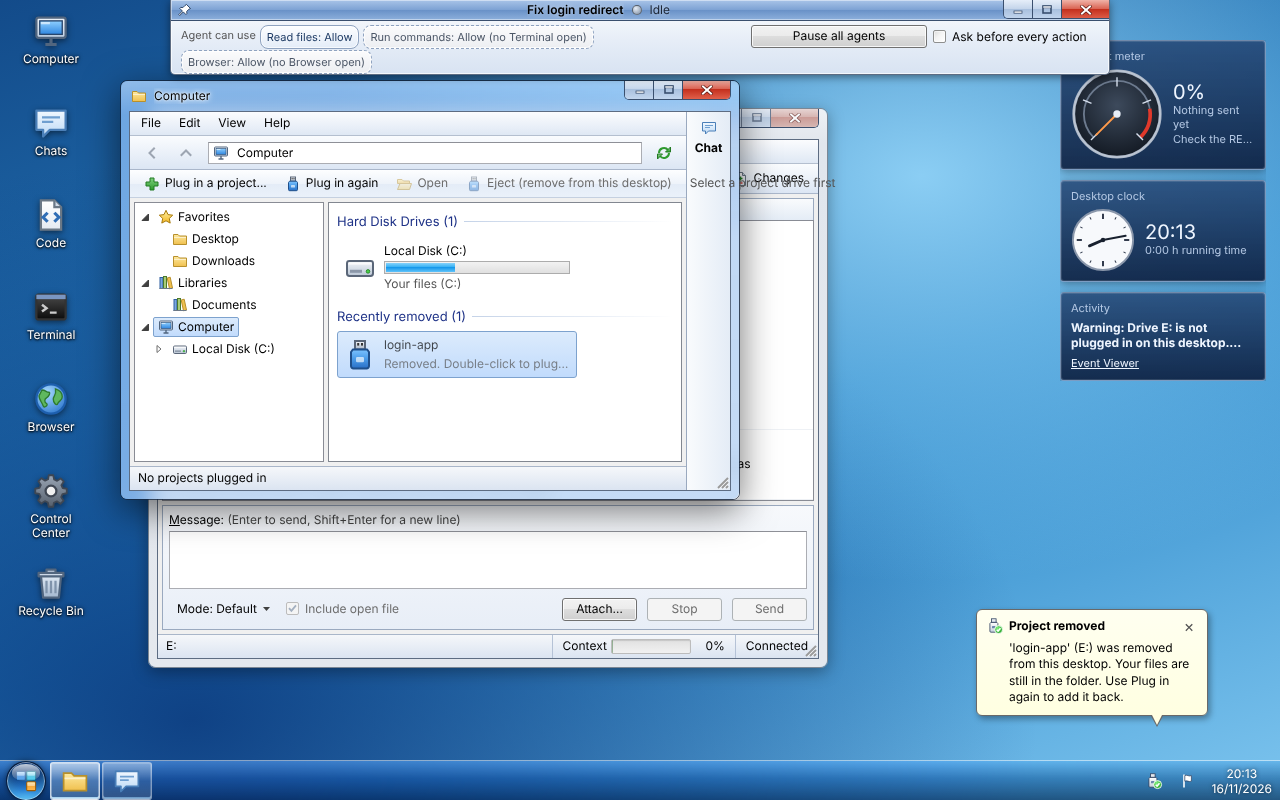 Fix login redirect Idle
Agent can use Read files: Allow Run commands: Allow (no Terminal open)
Browser: Allow (no Browser open)
Pause all agents Ask before every action
Computer
Chats
Code
Terminal
Browser
Control
Center
Recycle Bin
Computer
File Edit View Help
Computer
Plug in a project... Plug in again Open Eject (remove from this desktop) Select a project drive first
Favorites
Desktop
Downloads
Libraries
Documents
Computer
Local Disk (C:)
Hard Disk Drives (1)
Local Disk (C:)
Your files (C:)
Recently removed (1)
login-app
Removed. Double-click to plug...
No projects plugged in
Chat
Changes
as
Message: (Enter to send, Shift+Enter for a new line)
Mode: Default Include open file Attach... Stop Send
E: Context 0% Connected
meter
0%
Nothing sent
yet
Check the RE...
Desktop clock
20:13
0:00 h running time
Activity
Warning: Drive E: is not
plugged in on this desktop....
Event Viewer
Project removed
'login-app' (E:) was removed
from this desktop. Your files are
still in the folder. Use Plug in
again to add it back.
20:13
16/11/2026